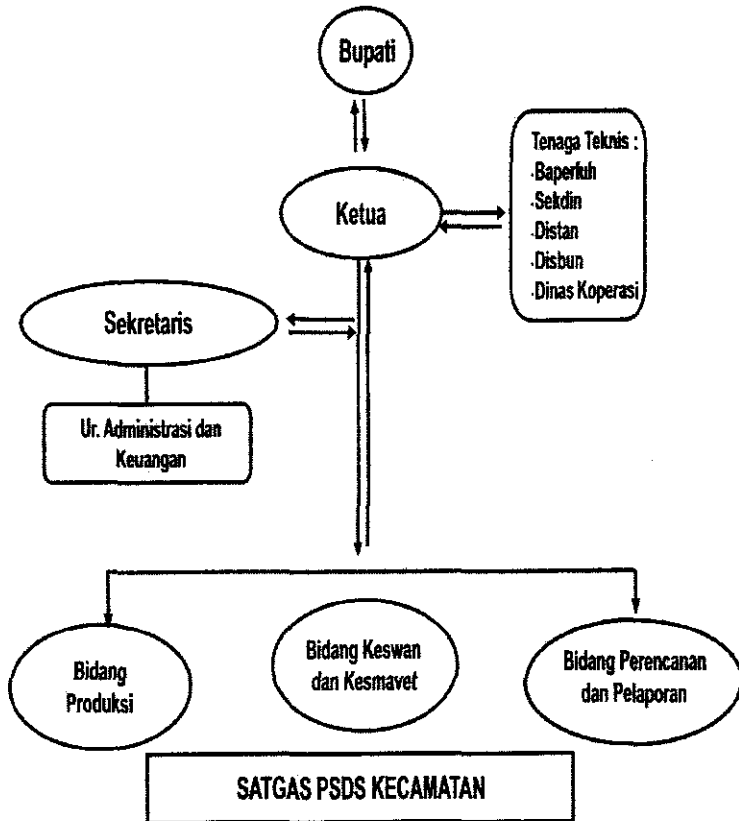 Bupati
Tenaga Teknis :
-Baperluh
-Sekdin
-Distan
-Disbun
-Dinas Koperasi
Ketua
Sekretaris
Ur. Administrasi dan
Keuangan
Bidang
Produksi
Bidang Keswan
dan Kesmavet
Bidang Perencanan
dan Pelaporan
SATGAS PSDS KECAMATAN